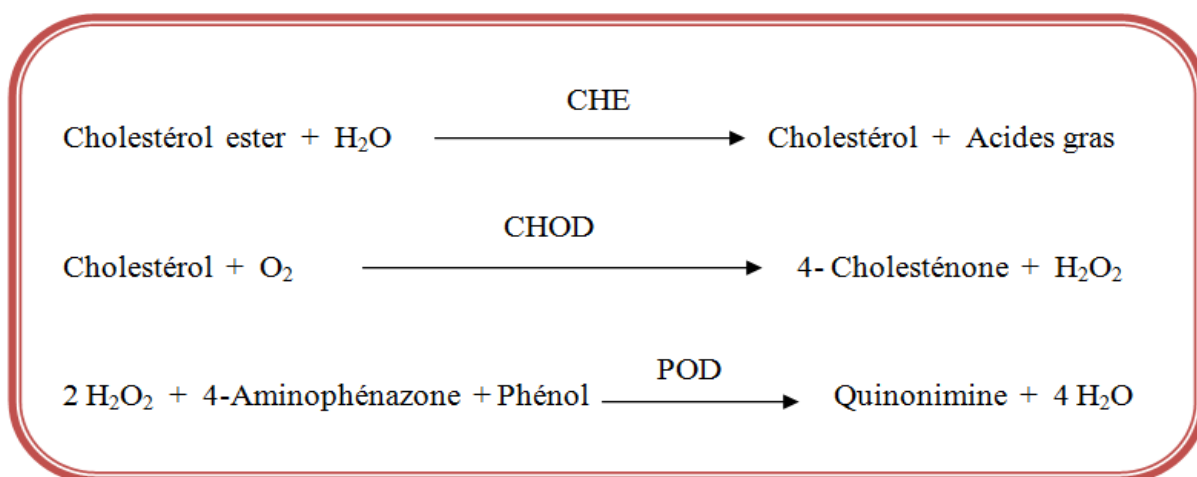 CHE
Cholestérol ester + H₂O Cholestérol + Acides gras
CHOD
Cholestérol + O₂ 4- Cholesténone + H₂O₂
POD
2 H₂O₂ + 4-Aminophénazone + Phénol Quinonimine + 4 H₂O